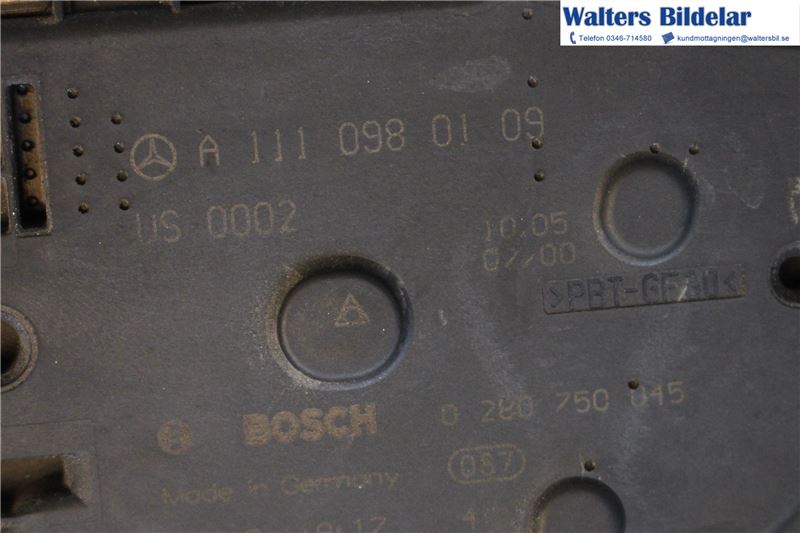 Walters Bildelar
Telefon 0346-714580 kundmottagningen@waltersbil.se
A 111 098 01 09
US 0002 10.05
07/00
>PBT-GF30<
BOSCH 0 280 750 045
087
Made in Germany